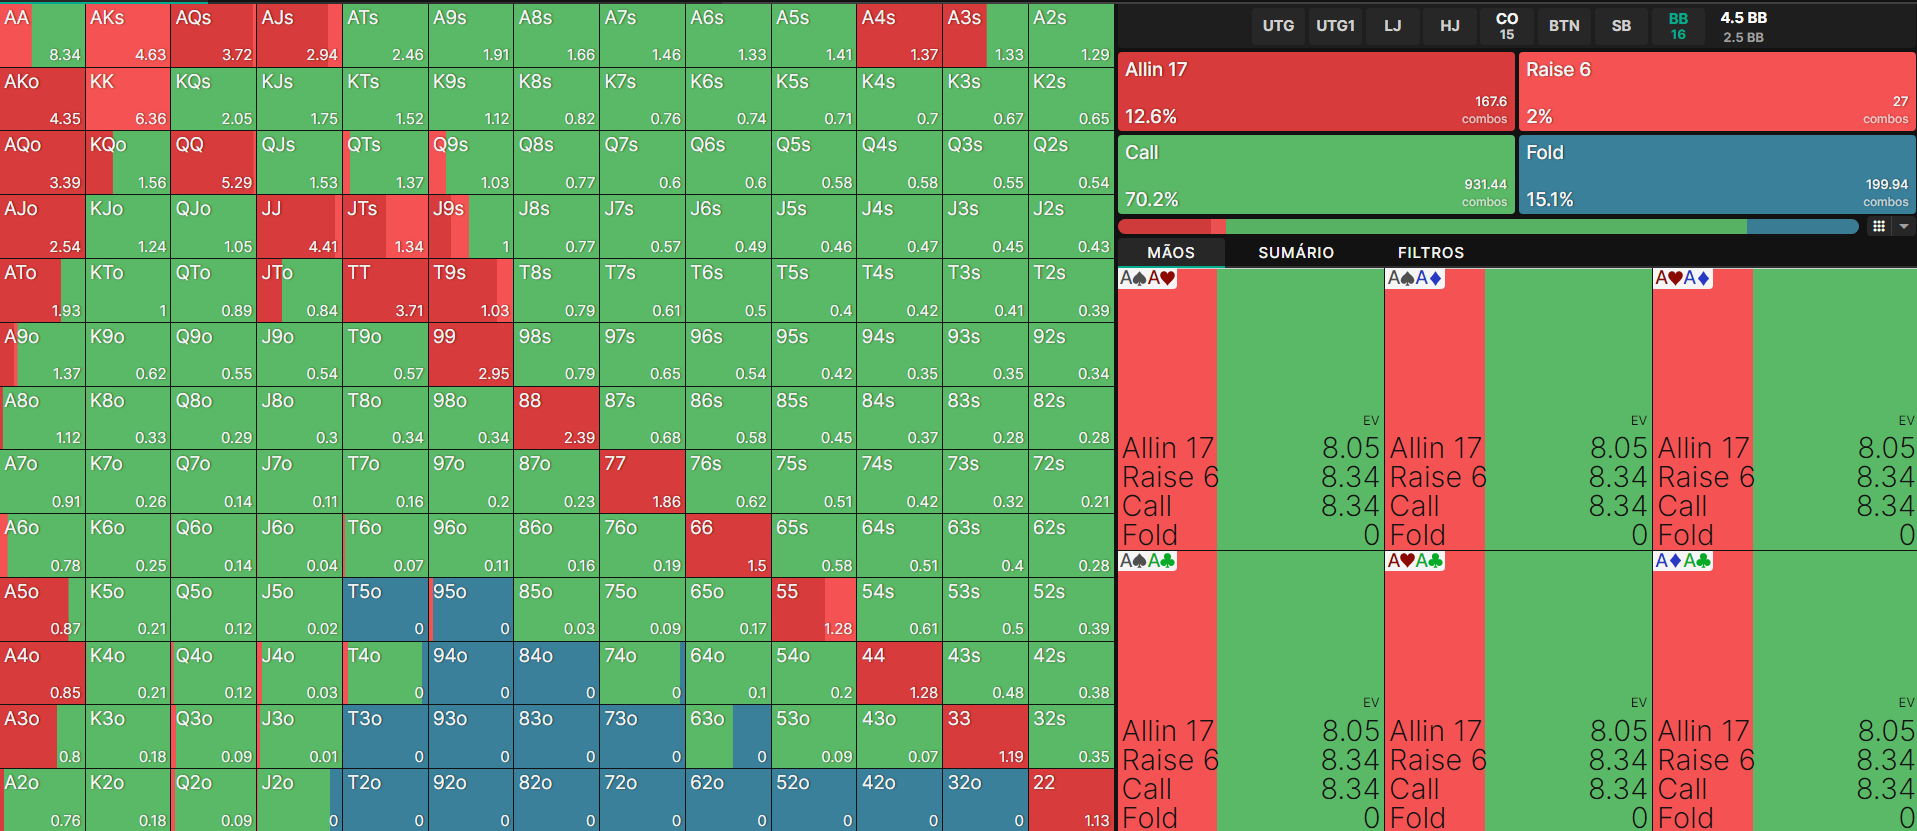 AA AKs AQs AJs ATs A9s A8s A7s A6s A5s A4s A3s A2s
8.34 4.63 3.72 2.94 2.46 1.91 1.66 1.46 1.33 1.41 1.37 1.33 1.29
AKo KK KQs KJs KTs K9s K8s K7s K6s K5s K4s K3s K2s
4.35 6.36 2.05 1.75 1.52 1.12 0.82 0.76 0.74 0.71 0.7 0.67 0.65
AQo KQo QQ QJs QTs Q9s Q8s Q7s Q6s Q5s Q4s Q3s Q2s
3.39 1.56 5.29 1.53 1.37 1.03 0.77 0.6 0.6 0.58 0.58 0.55 0.54
AJo KJo QJo JJ JTs J9s J8s J7s J6s J5s J4s J3s J2s
2.54 1.24 1.05 4.41 1.34 1 0.77 0.57 0.49 0.46 0.47 0.45 0.43
ATo KTo QTo JTo TT T9s T8s T7s T6s T5s T4s T3s T2s
1.93 1 0.89 0.84 3.71 1.03 0.79 0.61 0.5 0.4 0.42 0.41 0.39
A9o K9o Q9o J9o T9o 99 98s 97s 96s 95s 94s 93s 92s
1.37 0.62 0.55 0.54 0.57 2.95 0.79 0.65 0.54 0.42 0.35 0.35 0.34
A8o K8o Q8o J8o T8o 98o 88 87s 86s 85s 84s 83s 82s
1.12 0.33 0.29 0.3 0.34 0.34 2.39 0.68 0.58 0.45 0.37 0.28 0.28
A7o K7o Q7o J7o T7o 97o 87o 77 76s 75s 74s 73s 72s
0.91 0.26 0.14 0.11 0.16 0.2 0.23 1.86 0.62 0.51 0.42 0.32 0.21
A6o K6o Q6o J6o T6o 96o 86o 76o 66 65s 64s 63s 62s
0.78 0.25 0.14 0.04 0.07 0.11 0.16 0.19 1.5 0.58 0.51 0.4 0.28
A5o K5o Q5o J5o T5o 95o 85o 75o 65o 55 54s 53s 52s
0.87 0.21 0.12 0.02 0 0 0.03 0.09 0.17 1.28 0.61 0.5 0.39
A4o K4o Q4o J4o T4o 94o 84o 74o 64o 54o 44 43s 42s
0.85 0.21 0.12 0.03 0 0 0 0 0.1 0.2 1.28 0.48 0.38
A3o K3o Q3o J3o T3o 93o 83o 73o 63o 53o 43o 33 32s
0.8 0.18 0.09 0.01 0 0 0 0 0 0.09 0.07 1.19 0.35
A2o K2o Q2o J2o T2o 92o 82o 72o 62o 52o 42o 32o 22
0.76 0.18 0.09 0 0 0 0 0 0 0 0 0 1.13
UTG UTG1 LJ HJ CO BTN SB BB 4.5 BB
15 16 2.5 BB
Allin 17 Raise 6
167.6 27
12.6% combos 2% combos
Call Fold
931.44 199.94
70.2% combos 15.1% combos
MÃOS SUMÁRIO FILTROS
A♠A♥ A♠A♦ A♥A♦
EV EV EV
Allin 17 8.05 Allin 17 8.05 Allin 17 8.05
Raise 6 8.34 Raise 6 8.34 Raise 6 8.34
Call 8.34 Call 8.34 Call 8.34
Fold 0 Fold 0 Fold 0
A♠A♣ A♥A♣ A♦A♣
EV EV EV
Allin 17 8.05 Allin 17 8.05 Allin 17 8.05
Raise 6 8.34 Raise 6 8.34 Raise 6 8.34
Call 8.34 Call 8.34 Call 8.34
Fold 0 Fold 0 Fold 0